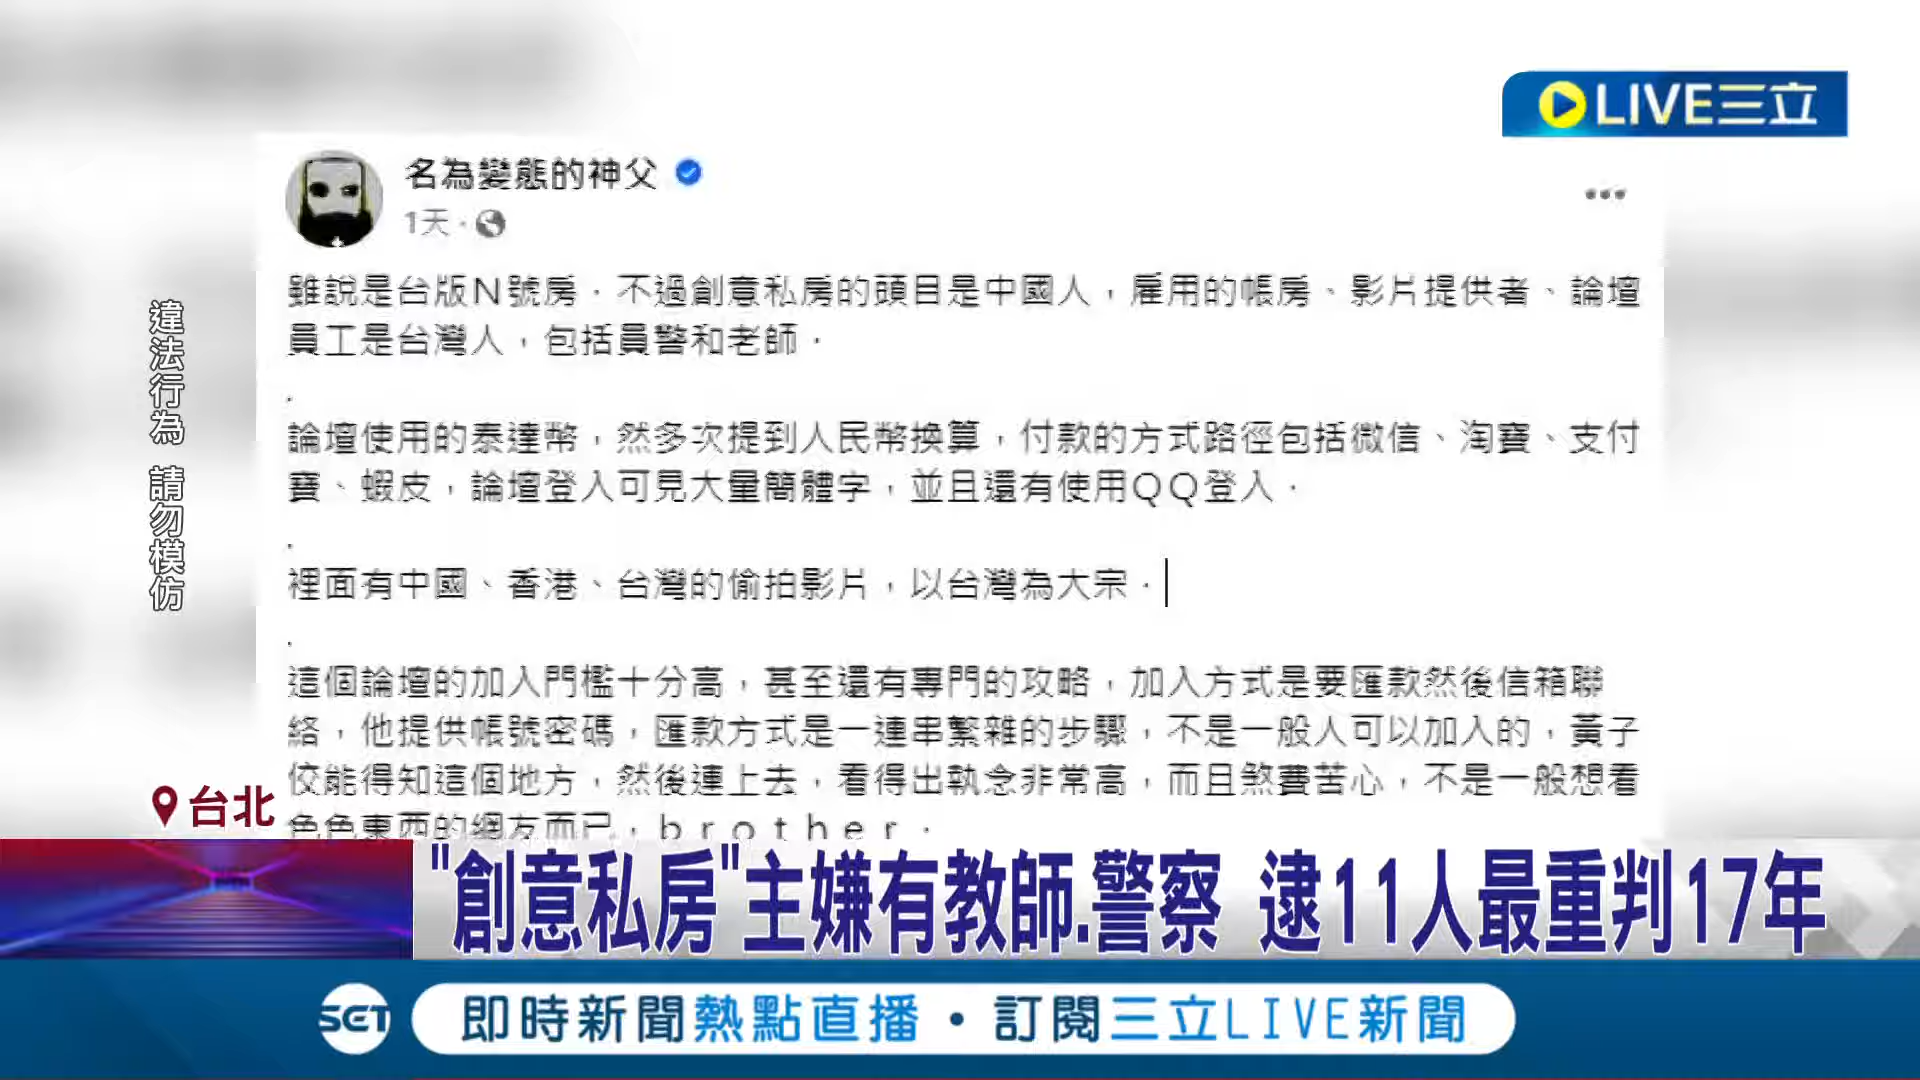 LIVE三立
名為變態的神父
1天·
雖說是台版N號房．不過創意私房的頭目是中國人，雇用的帳房、影片提供者、論壇
員工是台灣人，包括員警和老師．
.
論壇使用的泰達幣，然多次提到人民幣換算，付款的方式路徑包括微信、淘寶、支付
寶、蝦皮，論壇登入可見大量簡體字，並且還有使用QQ登入．
.
裡面有中國、香港、台灣的偷拍影片，以台灣為大宗．
.
這個論壇的加入門檻十分高，甚至還有專門的攻略，加入方式是要匯款然後信箱聯
絡，他提供帳號密碼，匯款方式是一連串繁雜的步驟，不是一般人可以加入的，黃子
佼能得知這個地方，然後連上去，看得出執念非常高，而且煞費苦心，不是一般想看
色色東西的網友而已，brother．
違法行為 請勿模仿
台北
"創意私房"主嫌有教師.警察 逮11人最重判17年
SET
即時新聞熱點直播・訂閱三立LIVE新聞